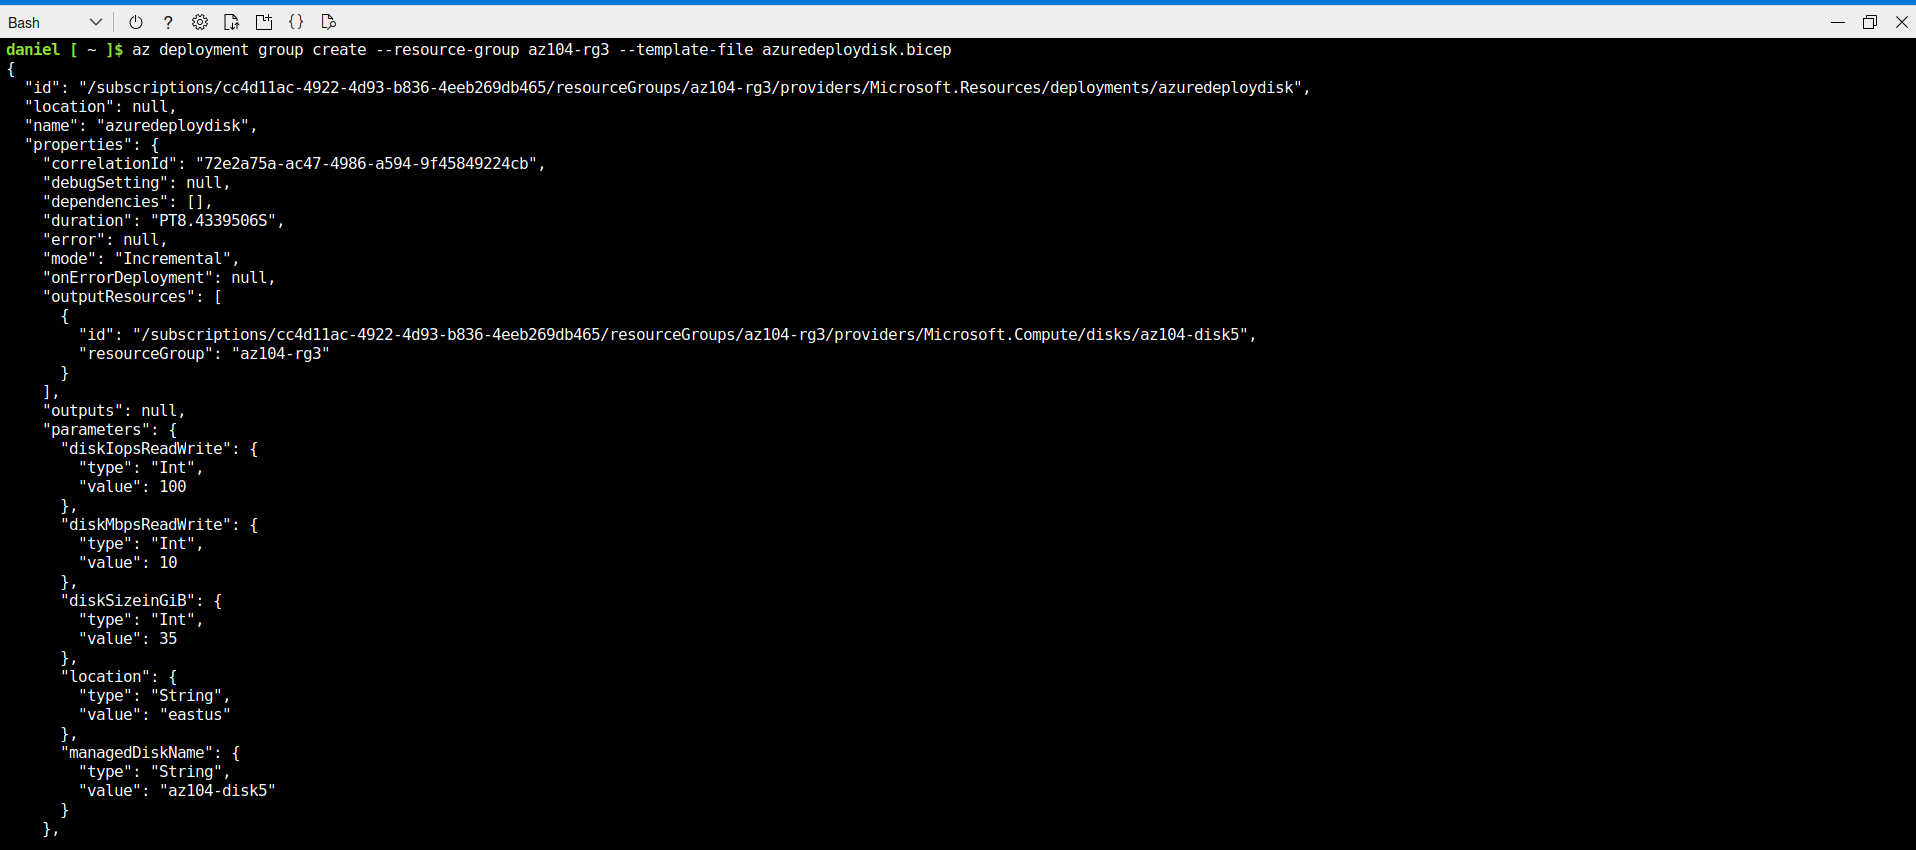 Bash
daniel [ ~ ]$ az deployment group create --resource-group az104-rg3 --template-file azuredeploydisk.bicep
{
  "id": "/subscriptions/cc4d11ac-4922-4d93-b836-4eeb269db465/resourceGroups/az104-rg3/providers/Microsoft.Resources/deployments/azuredeploydisk",
  "location": null,
  "name": "azuredeploydisk",
  "properties": {
    "correlationId": "72e2a75a-ac47-4986-a594-9f45849224cb",
    "debugSetting": null,
    "dependencies": [],
    "duration": "PT8.4339506S",
    "error": null,
    "mode": "Incremental",
    "onErrorDeployment": null,
    "outputResources": [
      {
        "id": "/subscriptions/cc4d11ac-4922-4d93-b836-4eeb269db465/resourceGroups/az104-rg3/providers/Microsoft.Compute/disks/az104-disk5",
        "resourceGroup": "az104-rg3"
      }
    ],
    "outputs": null,
    "parameters": {
      "diskIopsReadWrite": {
        "type": "Int",
        "value": 100
      },
      "diskMbpsReadWrite": {
        "type": "Int",
        "value": 10
      },
      "diskSizeinGiB": {
        "type": "Int",
        "value": 35
      },
      "location": {
        "type": "String",
        "value": "eastus"
      },
      "managedDiskName": {
        "type": "String",
        "value": "az104-disk5"
      }
    },